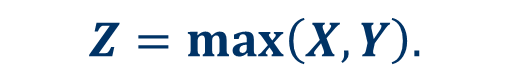 Z = max(X, Y).